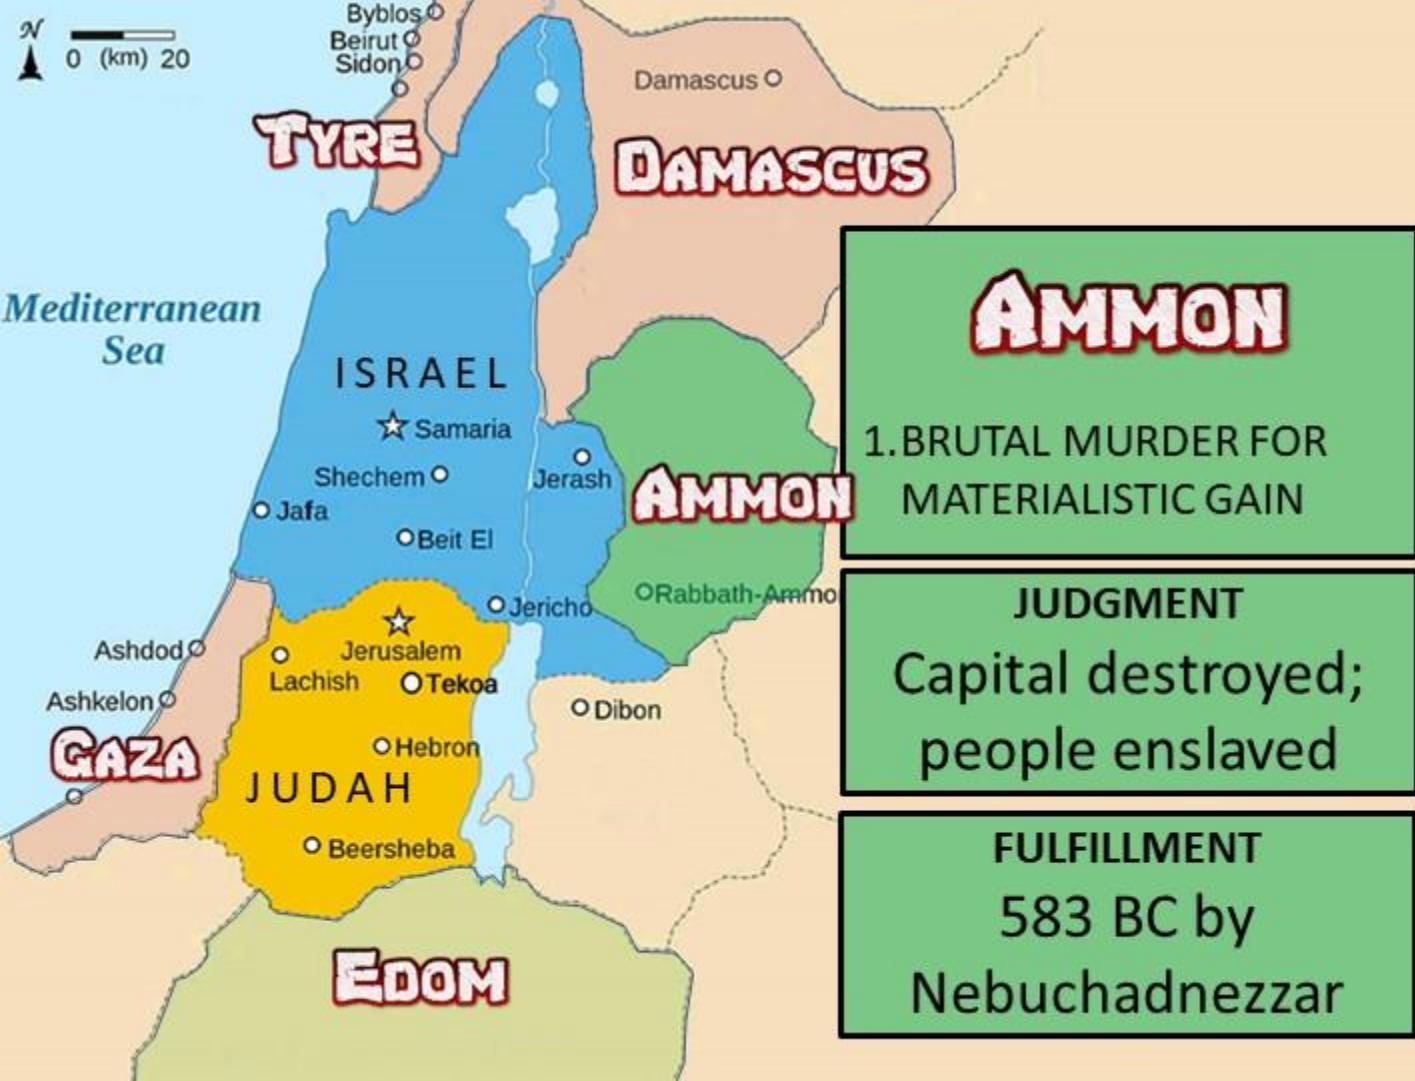 N
0 (km) 20
Byblos
Beirut
Sidon
TYRE
Damascus
DAMASCUS
Mediterranean
Sea
ISRAEL
Samaria
Shechem
Jerash
Jafa
Beit El
AMMON
Rabbath-Ammo
Jericho
Jerusalem
Ashdod
Lachish
Tekoa
Ashkelon
Dibon
GAZA
Hebron
JUDAH
Beersheba
EDOM
AMMON
1. BRUTAL MURDER FOR
MATERIALISTIC GAIN
JUDGMENT
Capital destroyed;
people enslaved
FULFILLMENT
583 BC by
Nebuchadnezzar